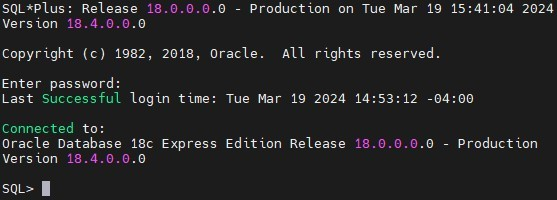 SQL*Plus: Release 18.0.0.0.0 - Production on Tue Mar 19 15:41:04 2024
Version 18.4.0.0.0
Copyright (c) 1982, 2018, Oracle.  All rights reserved.
Enter password:
Last Successful login time: Tue Mar 19 2024 14:53:12 -04:00
Connected to:
Oracle Database 18c Express Edition Release 18.0.0.0.0 - Production
Version 18.4.0.0.0
SQL>